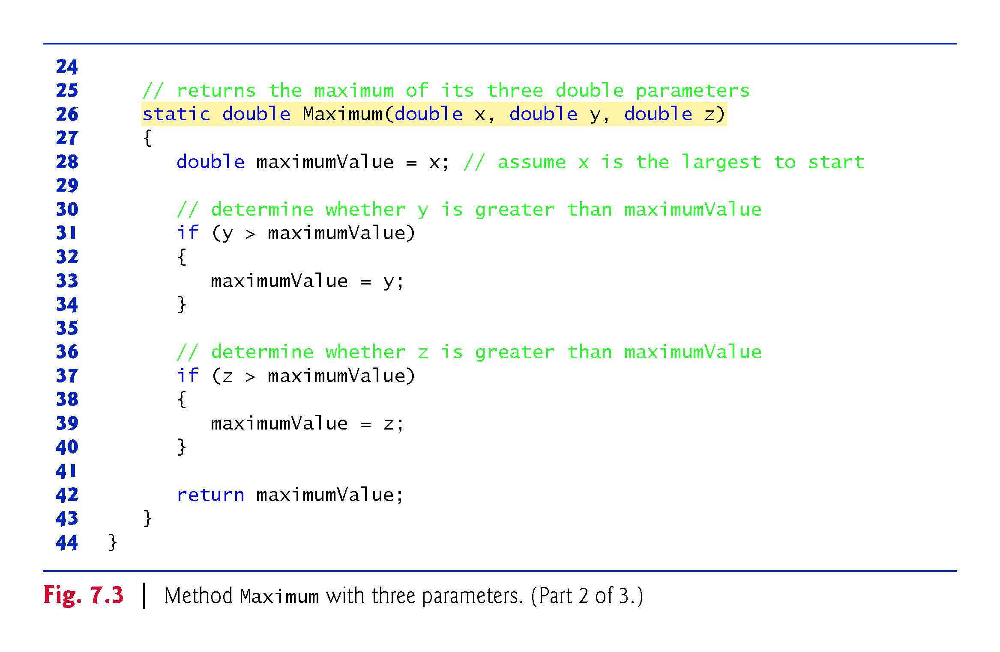 24
25 // returns the maximum of its three double parameters
26 static double Maximum(double x, double y, double z)
27 {
28 double maximumValue = x; // assume x is the largest to start
29
30 // determine whether y is greater than maximumValue
31 if (y > maximumValue)
32 {
33 maximumValue = y;
34 }
35
36 // determine whether z is greater than maximumValue
37 if (z > maximumValue)
38 {
39 maximumValue = z;
40 }
41
42 return maximumValue;
43 }
44 }
Fig. 7.3 | Method Maximum with three parameters. (Part 2 of 3.)